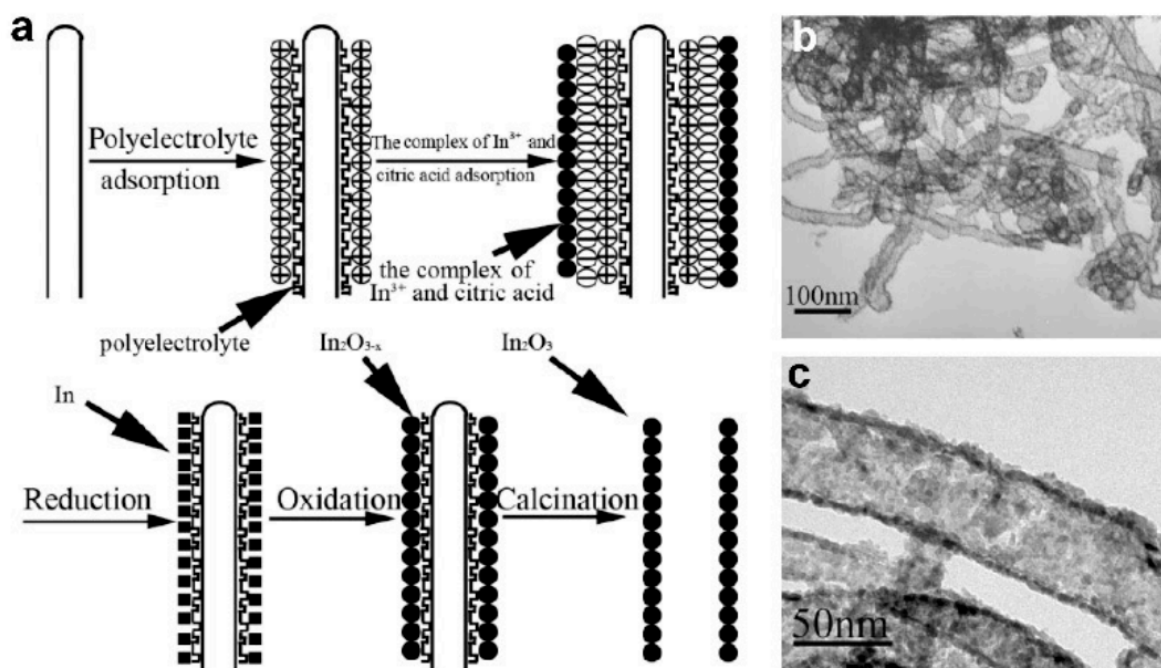 a
Polyelectrolyte
adsorption
The complex of In³⁺ and
citric acid adsorption
the complex of
In³⁺ and citric acid
polyelectrolyte
In
In₂O₃₋ₓ
In₂O₃
Reduction
Oxidation
Calcination
b
100nm
c
50nm